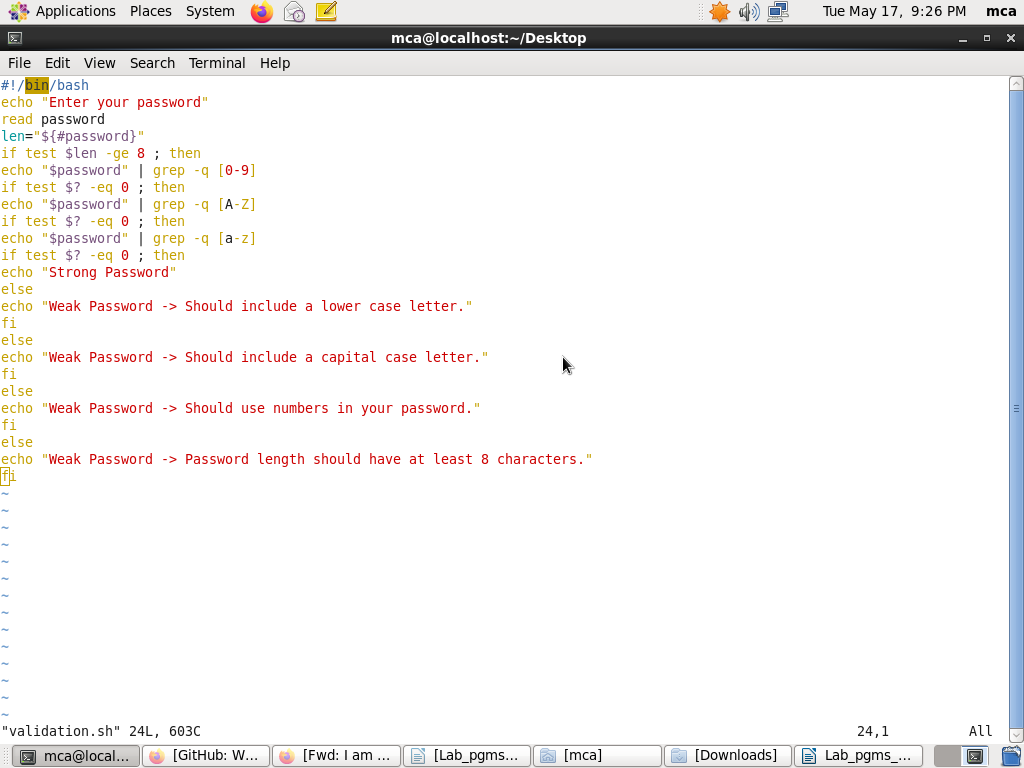 Applications Places System Tue May 17, 9:26 PM mca
mca@localhost:~/Desktop
File Edit View Search Terminal Help
#!/bin/bash
echo "Enter your password"
read password
len="${#password}"
if test $len -ge 8 ; then
echo "$password" | grep -q [0-9]
if test $? -eq 0 ; then
echo "$password" | grep -q [A-Z]
if test $? -eq 0 ; then
echo "$password" | grep -q [a-z]
if test $? -eq 0 ; then
echo "Strong Password"
else
echo "Weak Password -> Should include a lower case letter."
fi
else
echo "Weak Password -> Should include a capital case letter."
fi
else
echo "Weak Password -> Should use numbers in your password."
fi
else
echo "Weak Password -> Password length should have at least 8 characters."
fi
~
~
~
~
~
~
~
~
~
~
~
~
~
~
"validation.sh" 24L, 603C 24,1 All
mca@local... [GitHub: W... [Fwd: I am ... [Lab_pgms... [mca] [Downloads] Lab_pgms_...